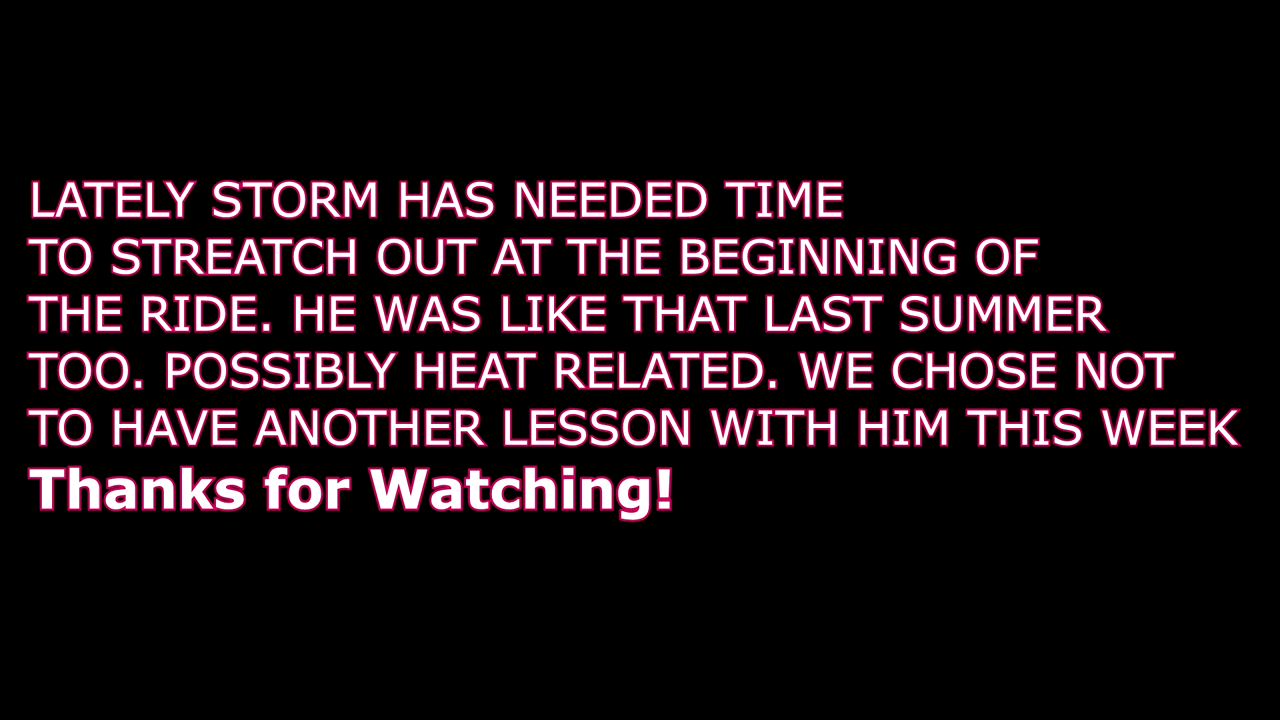 LATELY STORM HAS NEEDED TIME
TO STREATCH OUT AT THE BEGINNING OF
THE RIDE. HE WAS LIKE THAT LAST SUMMER
TOO. POSSIBLY HEAT RELATED. WE CHOSE NOT
TO HAVE ANOTHER LESSON WITH HIM THIS WEEK
Thanks for Watching!